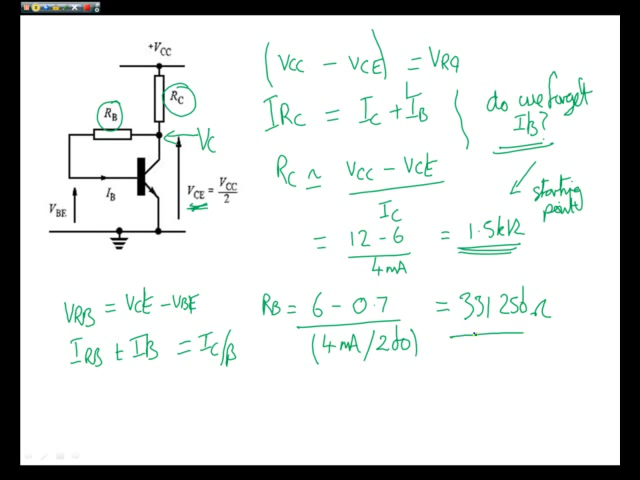 +VCC
RC
RB
VC
IB
VBE
VCE = VCC/2
(VCC - VCE) = VRC
IRC = IC + IB
do we forget
IB?
RC ≃ VCC - VCE
IC
starting
point
= 12 - 6 = 1.5kΩ
4mA
VRB = VCE - VBE
IRB = IB = IC/β
RB = 6 - 0.7 = 331250Ω
(4mA/250)